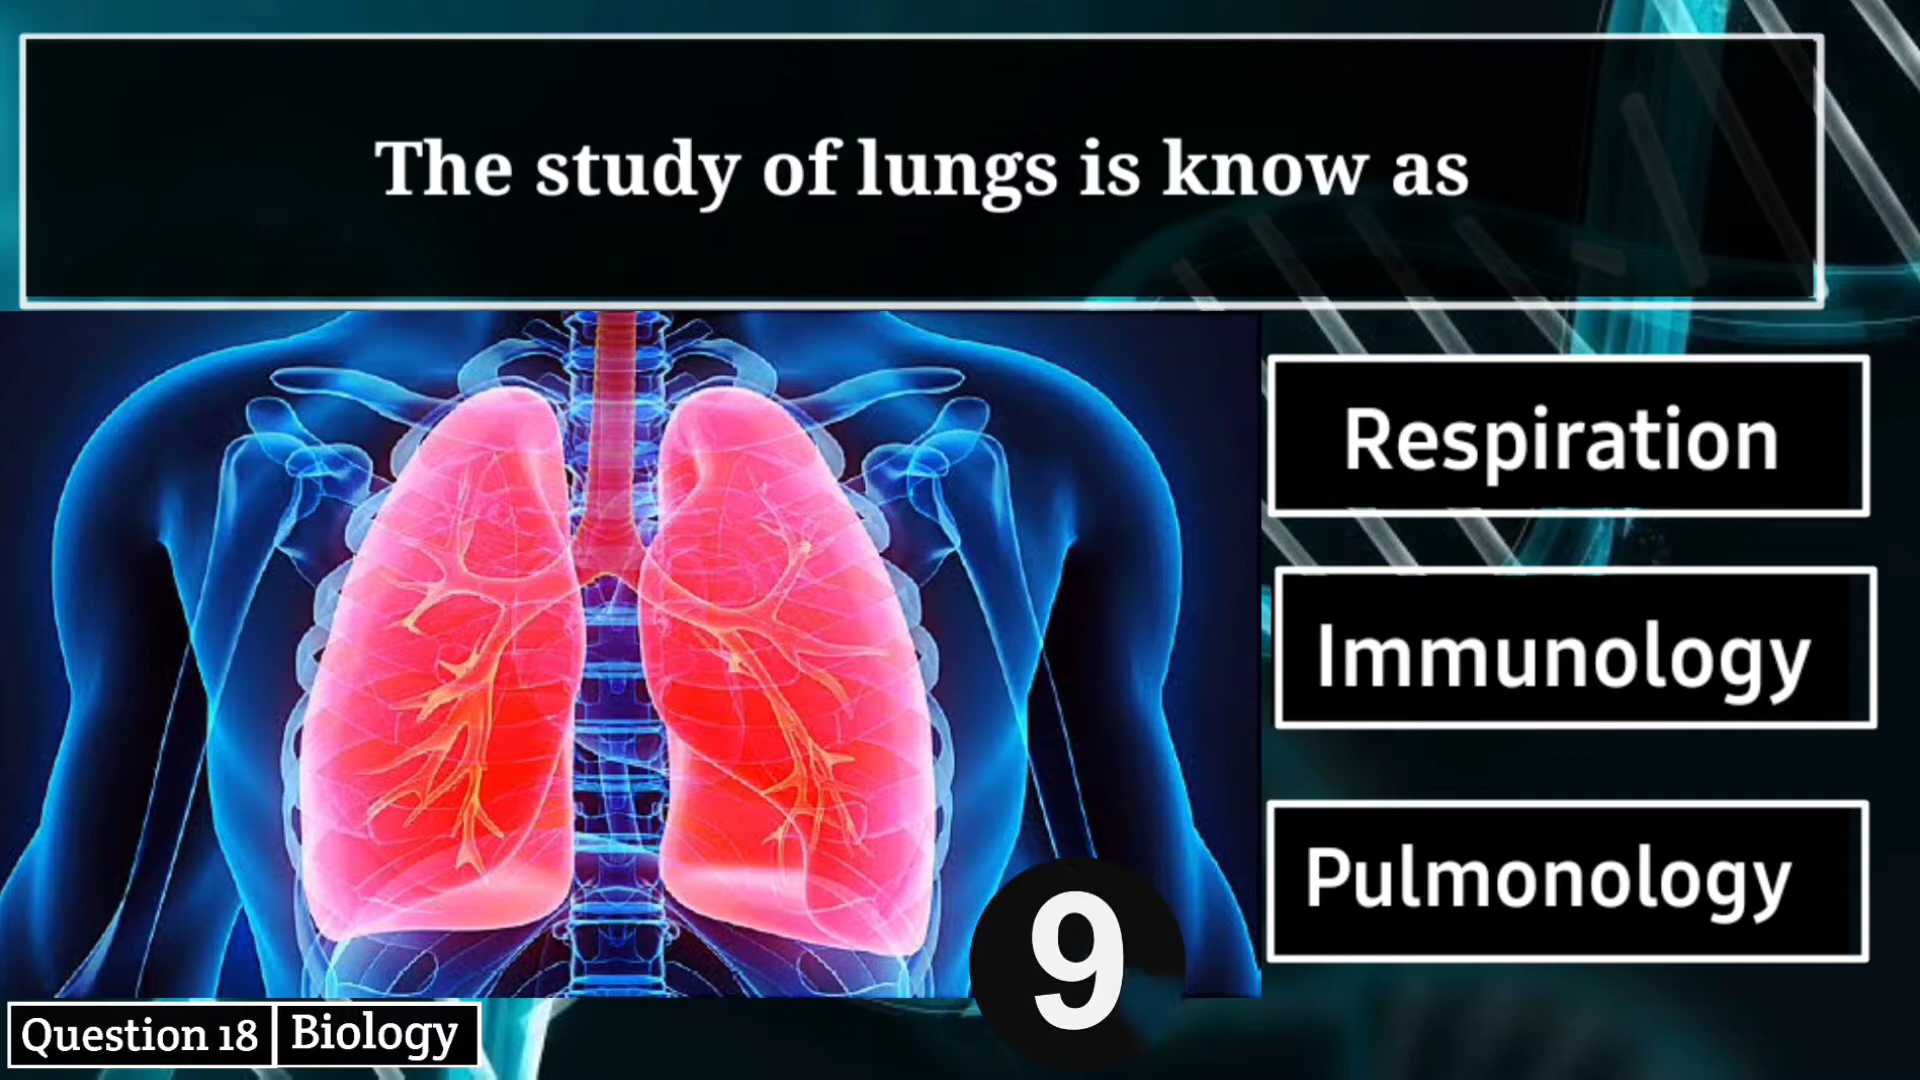 The study of lungs is know as
Respiration
Immunology
Pulmonology
9
Question 18 Biology